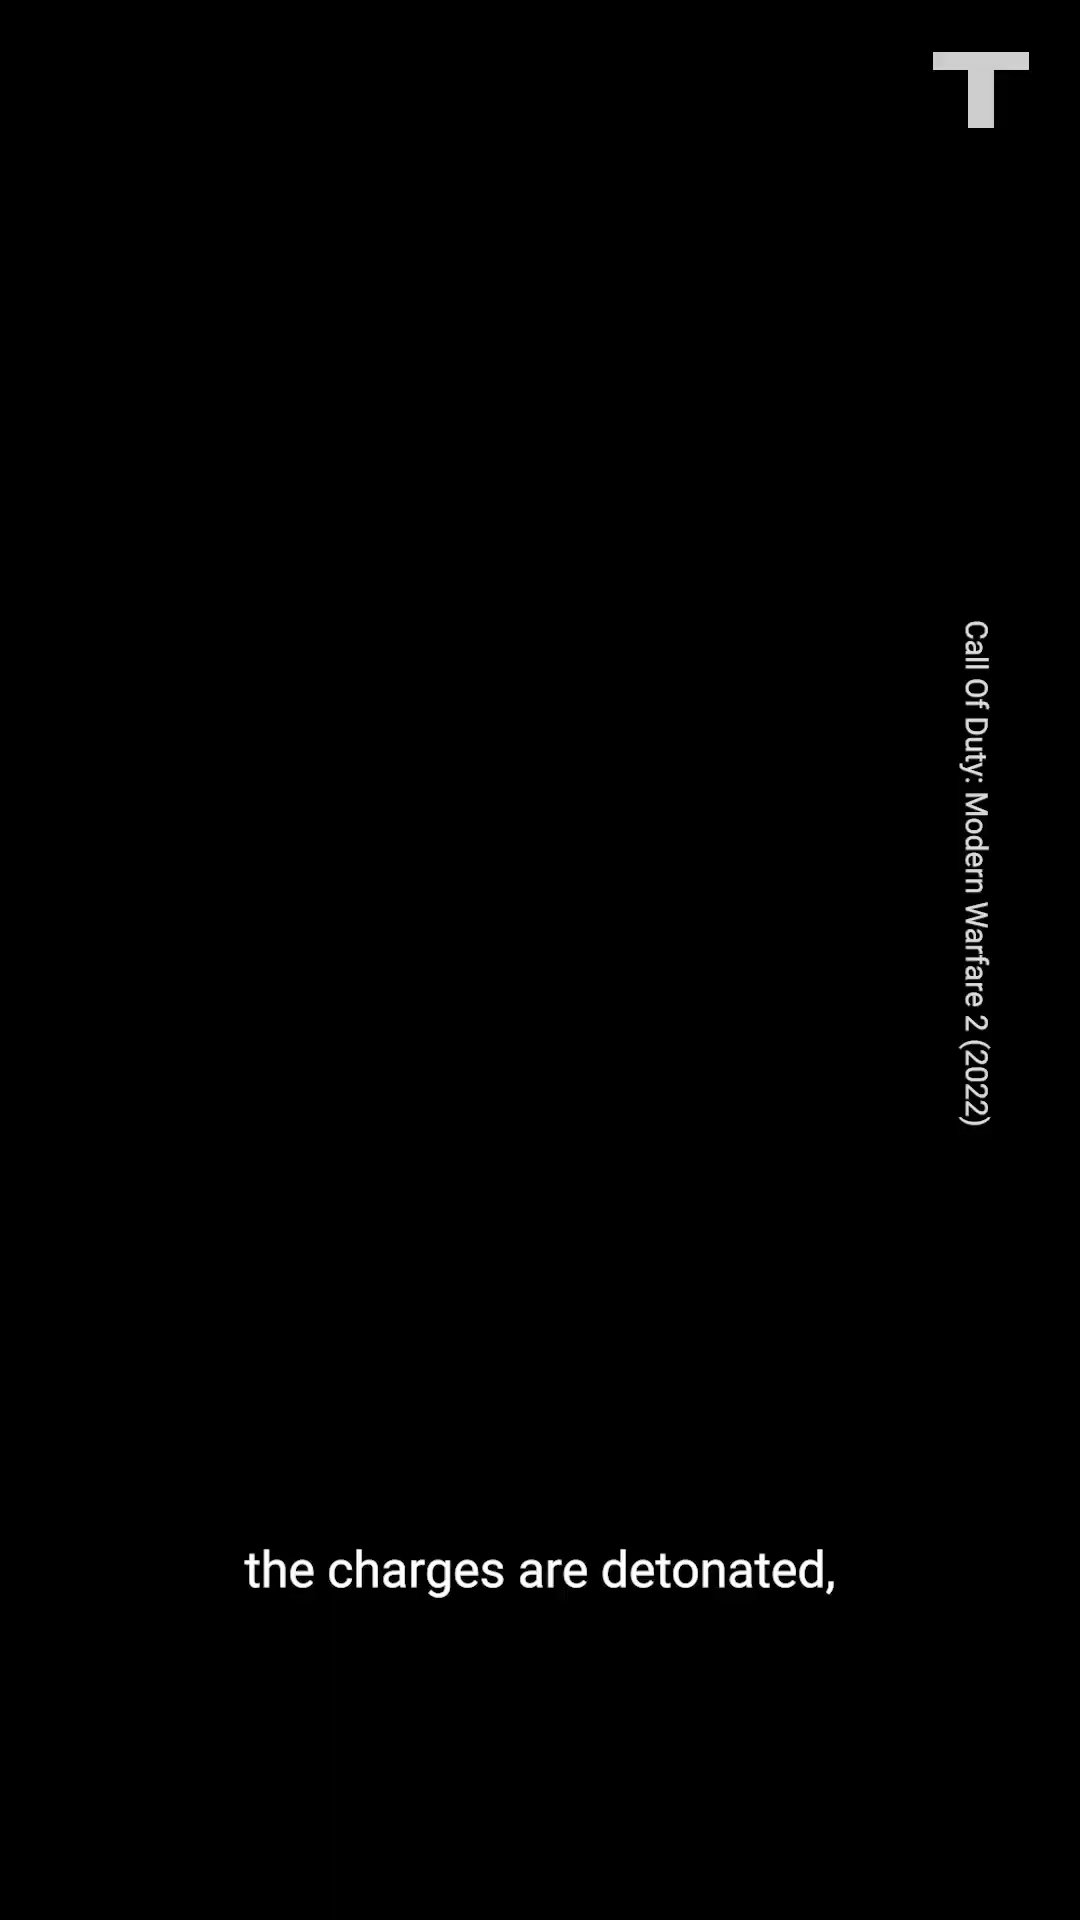 T
Call Of Duty: Modern Warfare 2 (2022)
the charges are detonated,